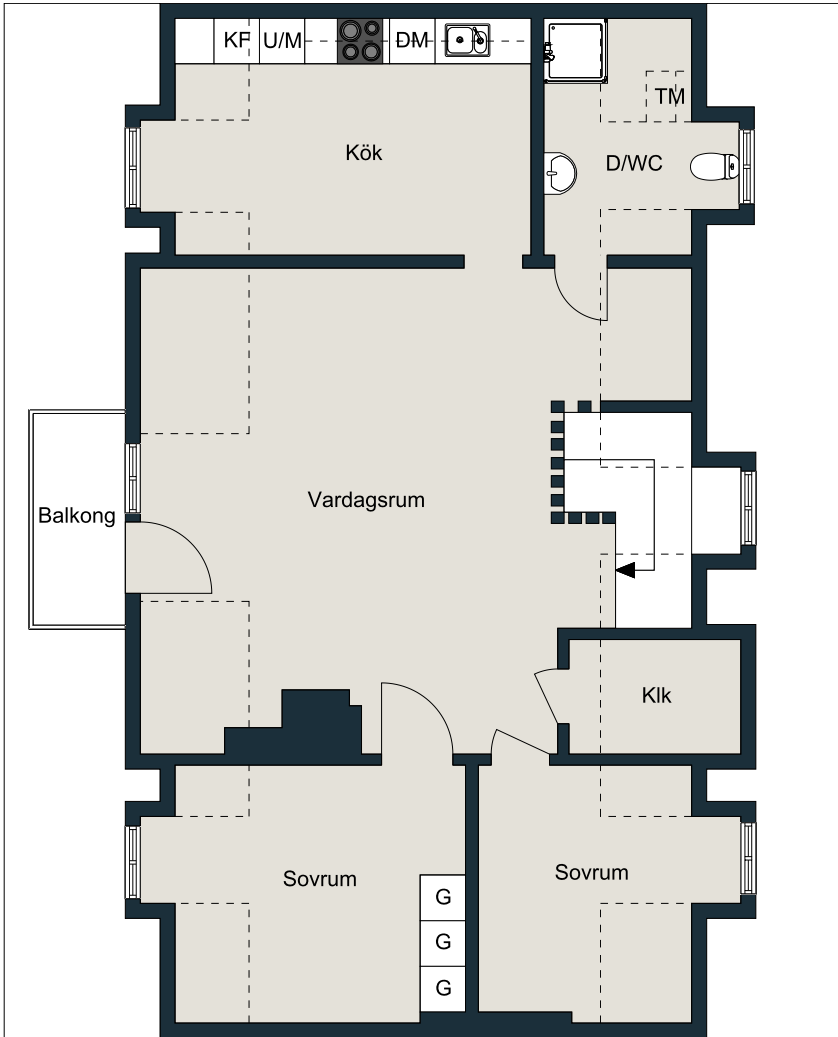 KF U/M DM
TM
Kök
D/WC
Vardagsrum
Balkong
Klk
Sovrum
Sovrum
G
G
G